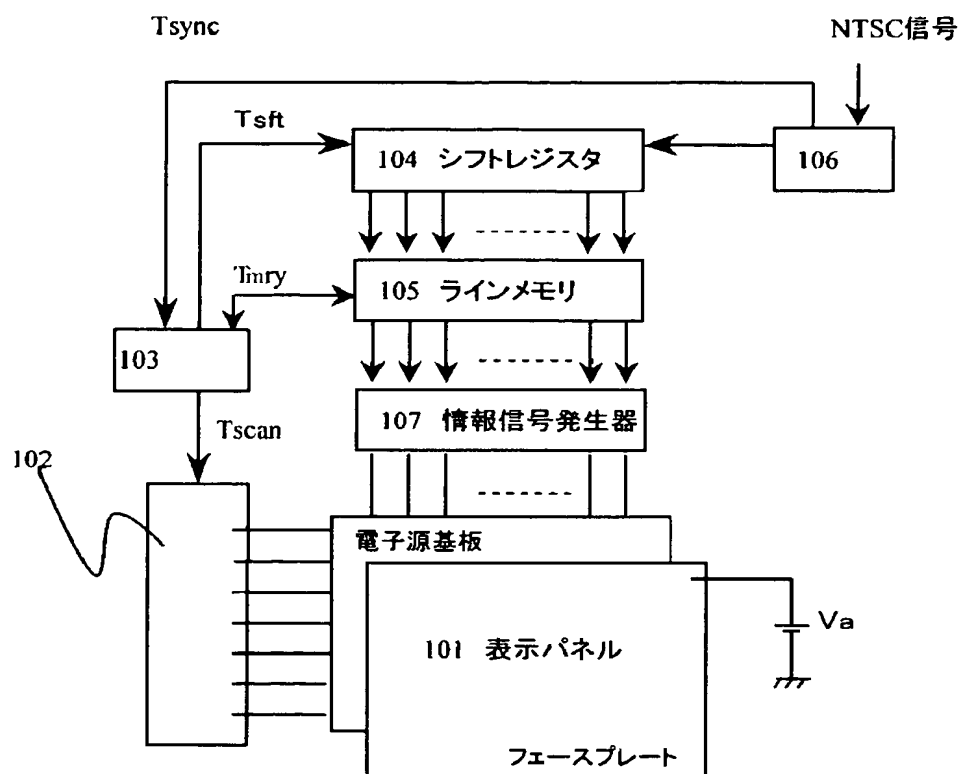 Tsync
NTSC信号
Tsft
104 シフトレジスタ
106
Tmry
105 ラインメモリ
103
107 情報信号発生器
Tscan
102
電子源基板
Va
101 表示パネル
フェースプレート